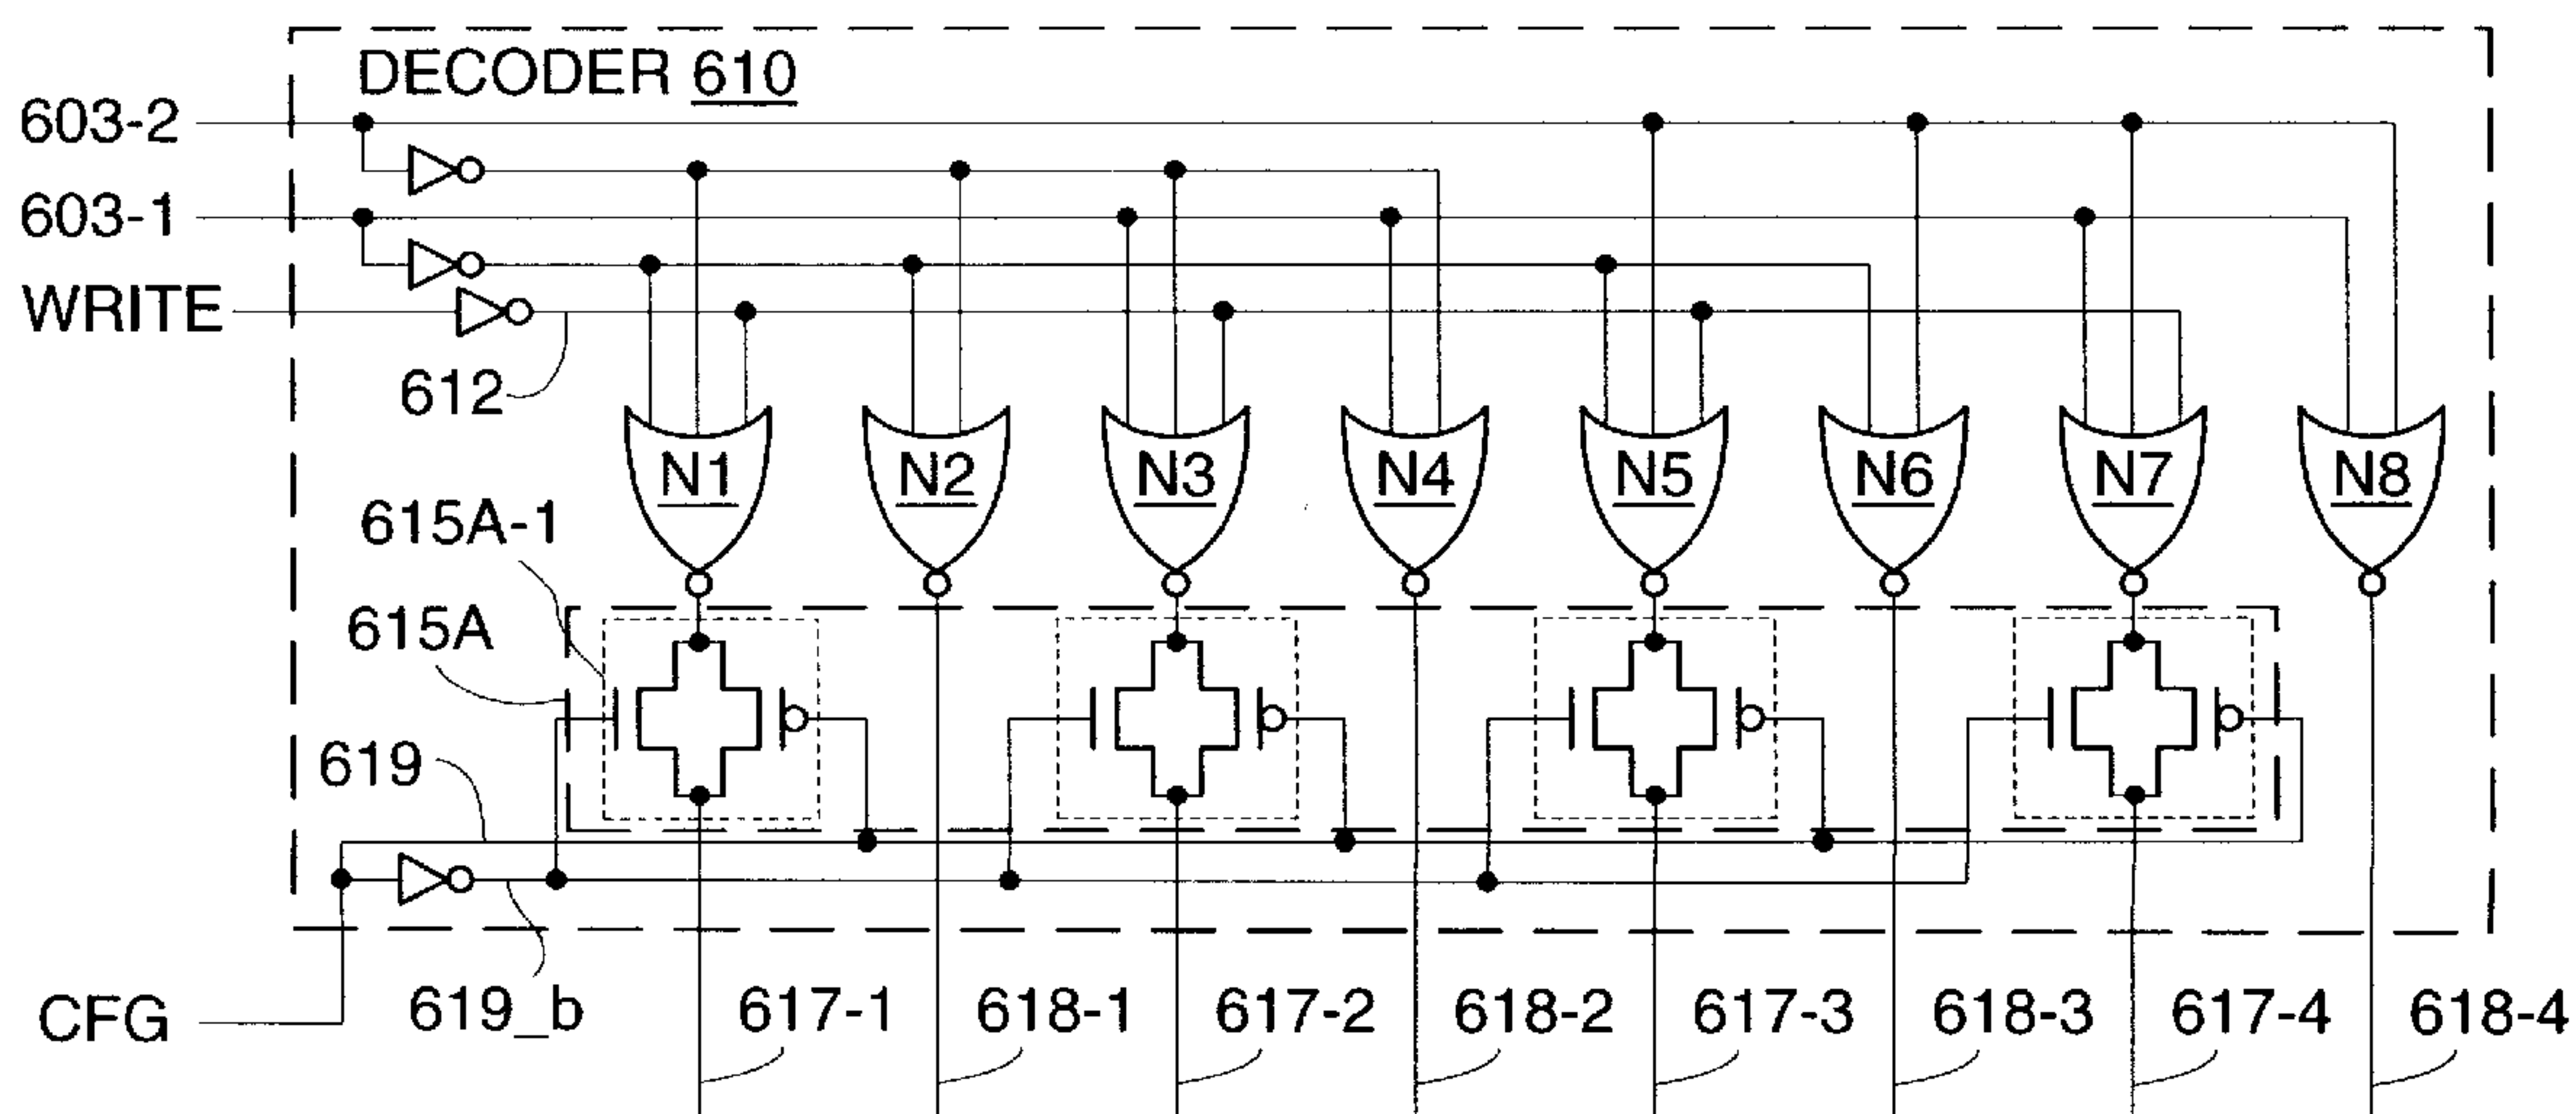 DECODER 610
603-2
603-1
WRITE
612
N1 N2 N3 N4 N5 N6 N7 N8
615A-1
615A
619
CFG 619_b 617-1 618-1 617-2 618-2 617-3 618-3 617-4 618-4